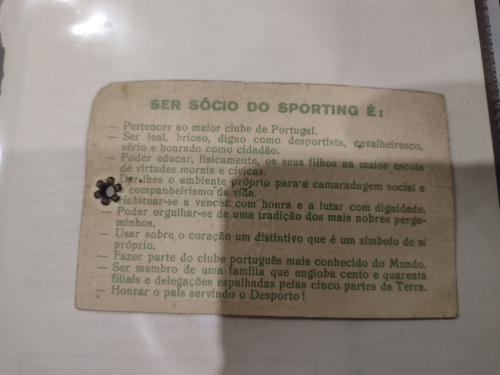 SER SÓCIO DO SPORTING É:
— Pertencer ao maior clube de Portugal.
— Ser leal, brioso, digno como desportista, cavalheiresco,
sério e honrado como cidadão.
— Poder educar, fisicamente, os seus filhos na maior escola
de virtudes morais e cívicas.
— Dar-lhes o ambiente próprio para a camaradagem social e
companheirismo da vida.
Habituar-se a vencer com honra e a lutar com dignidade.
— Poder orgulhar-se de uma tradição dos mais nobres perga-
minhos.
— Usar sobre o coração um distintivo que é um símbolo de si
próprio.
— Fazer parte do clube português mais conhecido do Mundo.
— Ser membro de uma família que engloba cento e quarenta
filiais e delegações espalhadas pelas cinco partes da Terra.
— Honrar o país servindo o Desporto!